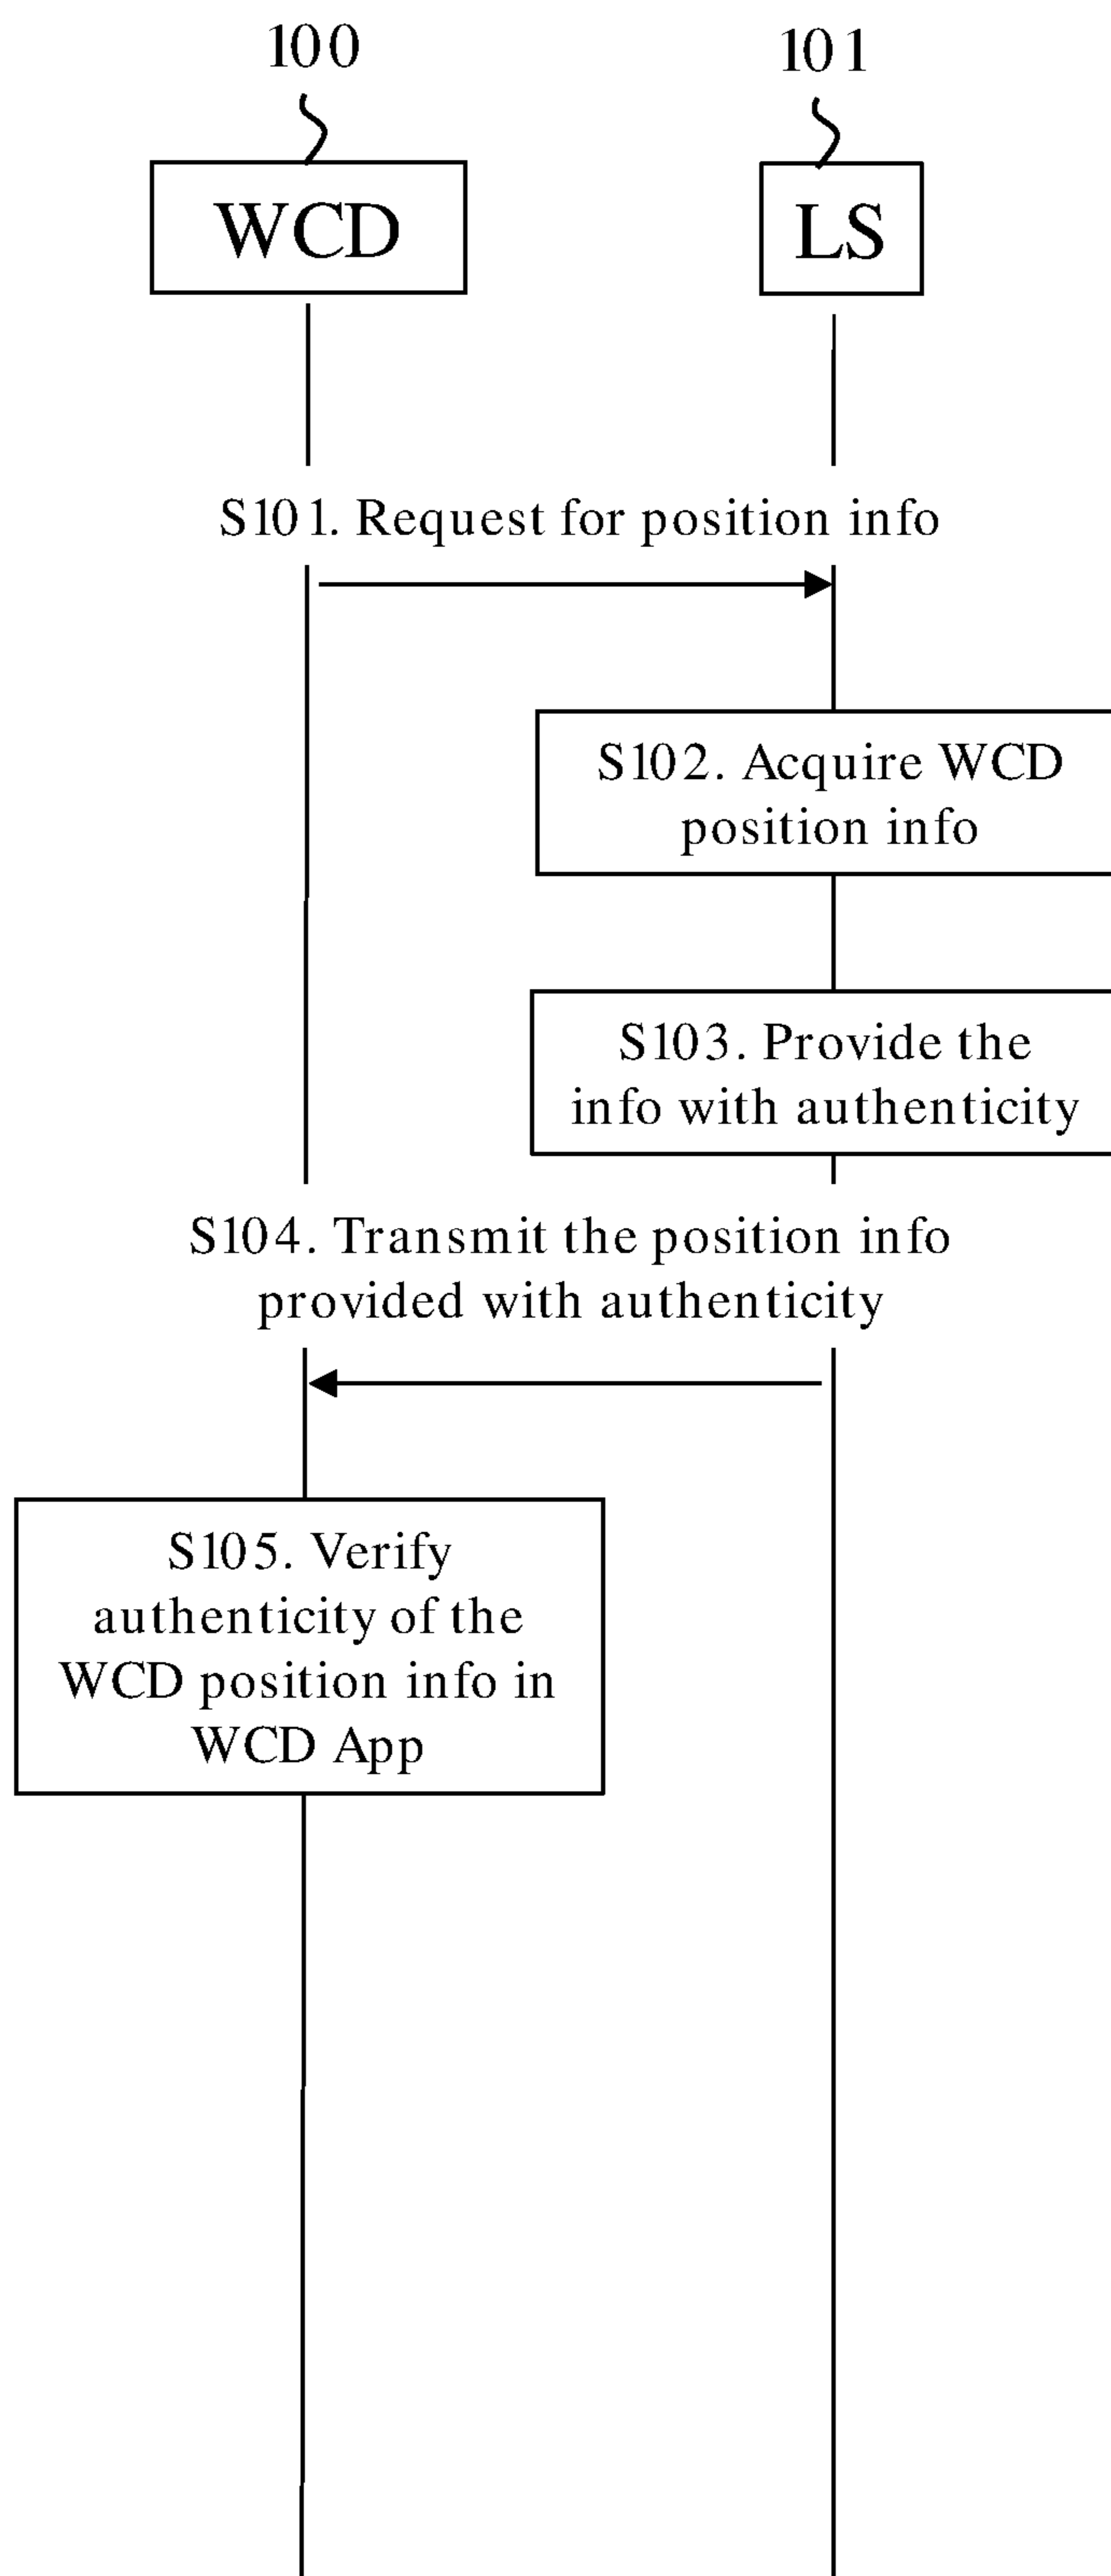 100
101
WCD
LS
S101. Request for position info
S102. Acquire WCD
position info
S103. Provide the
info with authenticity
S104. Transmit the position info
provided with authenticity
S105. Verify
authenticity of the
WCD position info in
WCD App